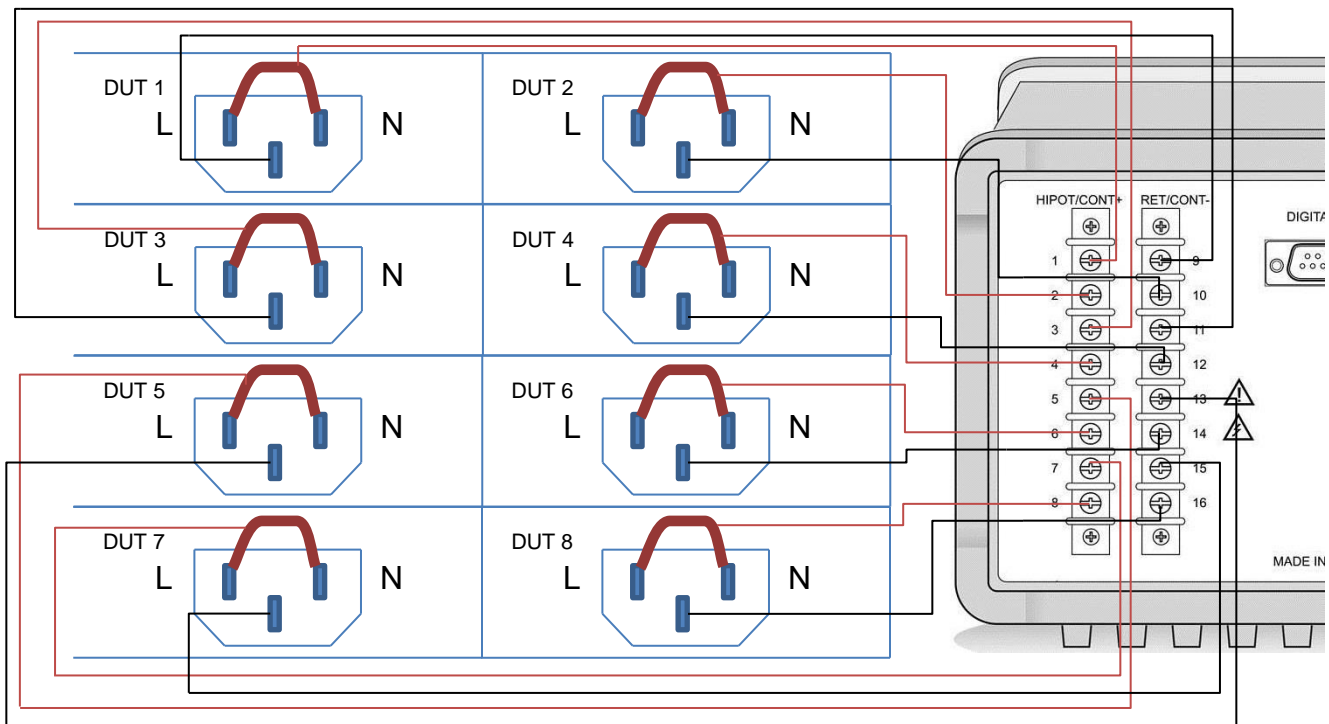 DUT 1
L
N
DUT 2
L
N
DUT 3
L
N
DUT 4
L
N
DUT 5
L
N
DUT 6
L
N
DUT 7
L
N
DUT 8
L
N
HIPOT/CONT+ RET/CONT-
1 9
2 10
3 11
4 12
5 13
6 14
7 15
8 16
DIGITA
MADE IN